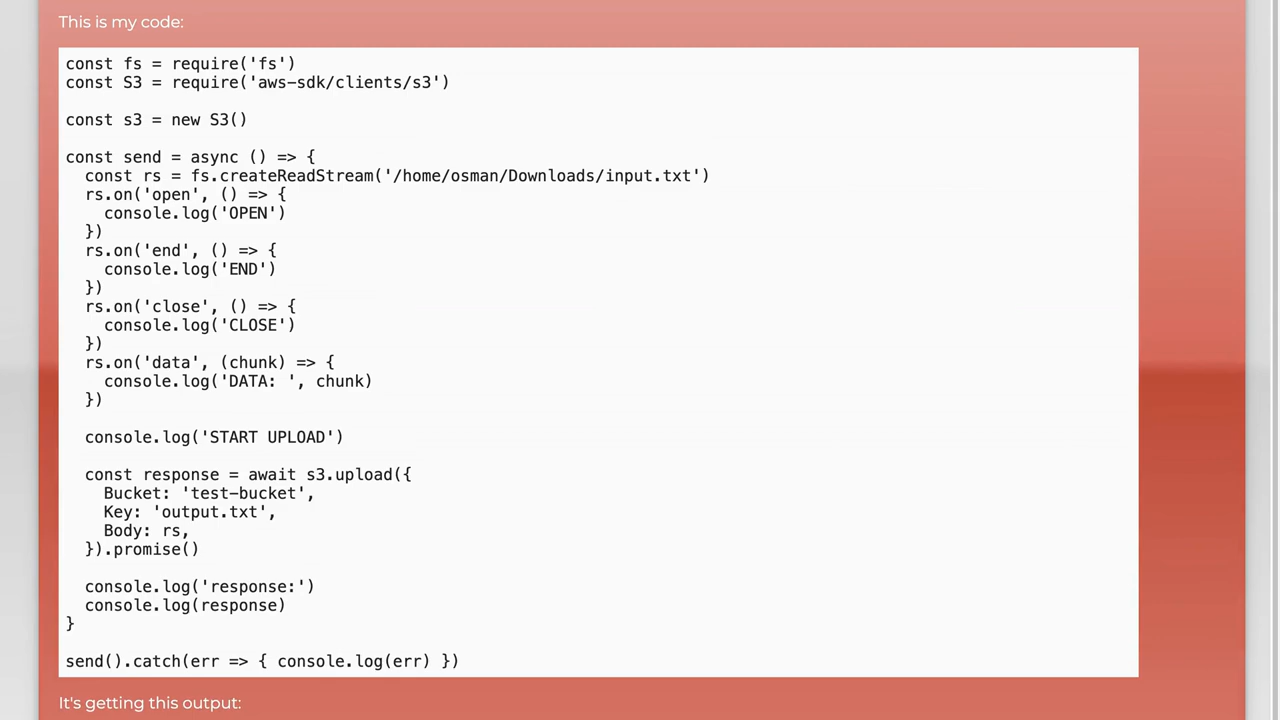 This is my code:
const fs = require('fs')
const S3 = require('aws-sdk/clients/s3')
const s3 = new S3()
const send = async () => {
  const rs = fs.createReadStream('/home/osman/Downloads/input.txt')
  rs.on('open', () => {
    console.log('OPEN')
  })
  rs.on('end', () => {
    console.log('END')
  })
  rs.on('close', () => {
    console.log('CLOSE')
  })
  rs.on('data', (chunk) => {
    console.log('DATA: ', chunk)
  })
  console.log('START UPLOAD')
  const response = await s3.upload({
    Bucket: 'test-bucket',
    Key: 'output.txt',
    Body: rs,
  }).promise()
  console.log('response:')
  console.log(response)
}
send().catch(err => { console.log(err) })
It's getting this output: